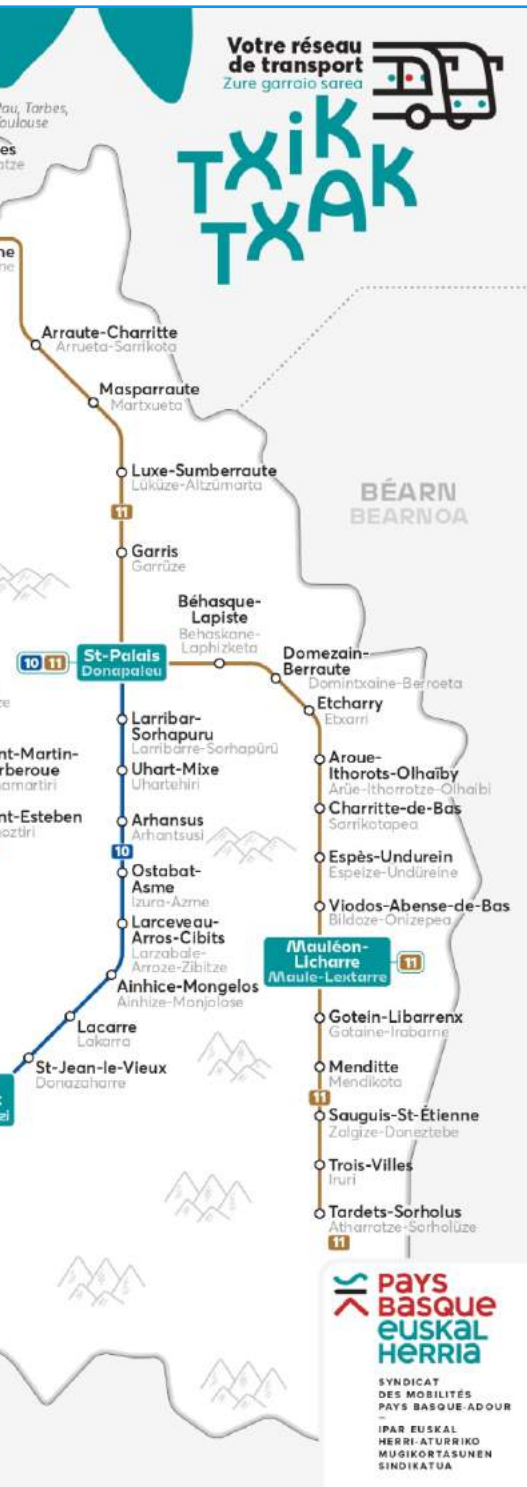 Votre réseau
de transport
Zure garraio sarea
TXiK
TXAK
Pau, Tarbes,
Toulouse
Arraute-Charritte
Arrueta-Sarrikota
Masparraute
Martxueta
Luxe-Sumberraute
Lüküze-Altzümarta
11
BÉARN
BEARNOA
Garris
Garrüze
Béhasque-
Lapiste
Behaskane-
Laphizketa
10 11
St-Palais
Donapaleu
Domezain-
Berraute
Domintxaine-Berroeta
Etcharry
Etxarri
Larribar-
Sorhapuru
Larribarre-Sorhapürü
Aroue-
Ithorots-Olhaïby
Arüe-Ithorrotze-Olhaibi
Uhart-Mixe
Uhartehiri
Charritte-de-Bas
Sarrikotapea
Arhansus
Arhantsusi
10
Espès-Undurein
Espeize-Undüreine
Ostabat-
Asme
Izura-Azme
Viodos-Abense-de-Bas
Bildoze-Onizepea
Larceveau-
Arros-Cibits
Larzabale-
Arroze-Zibitze
Mauléon-
Licharre
Maule-Lextarre
11
Ainhice-Mongelos
Ainhize-Monjolose
Gotein-Libarrenx
Gotaine-Irabarne
Lacarre
Lakarra
Menditte
Mendikota
St-Jean-le-Vieux
Donazaharre
11
Sauguis-St-Étienne
Zalgize-Doneztebe
Trois-Villes
Iruri
Tardets-Sorholus
Atharratze-Sorholüze
11
PAYS
BASQUE
EUSKAL
HERRIA
SYNDICAT
DES MOBILITÉS
PAYS BASQUE-ADOUR
–
IPAR EUSKAL
HERRI-ATURRIKO
MUGIKORTASUNEN
SINDIKATUA